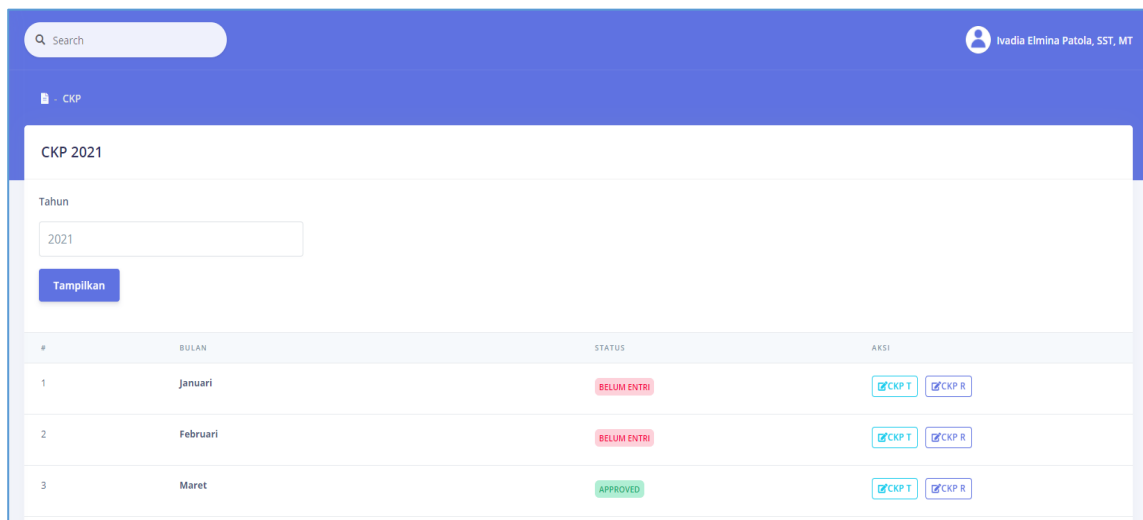 Search
Ivadia Elmina Patola, SST, MT
- CKP
CKP 2021
Tahun
2021
Tampilkan
# BULAN STATUS AKSI
1 Januari BELUM ENTRI CKP T CKP R
2 Februari BELUM ENTRI CKP T CKP R
3 Maret APPROVED CKP T CKP R